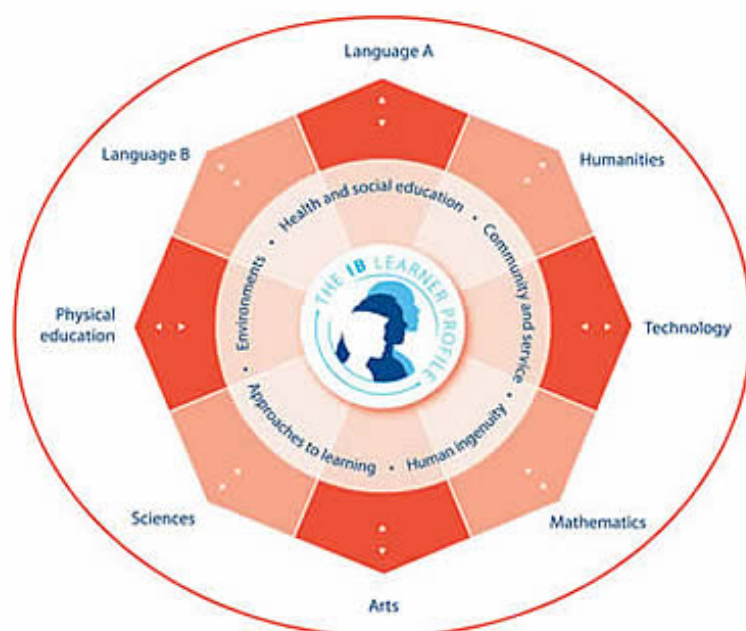 Language A
Language B
Humanities
Health and social education • Community and service • Human ingenuity • Approaches to learning • Environments •
THE IB LEARNER PROFILE
Physical
education
Technology
Sciences
Mathematics
Arts